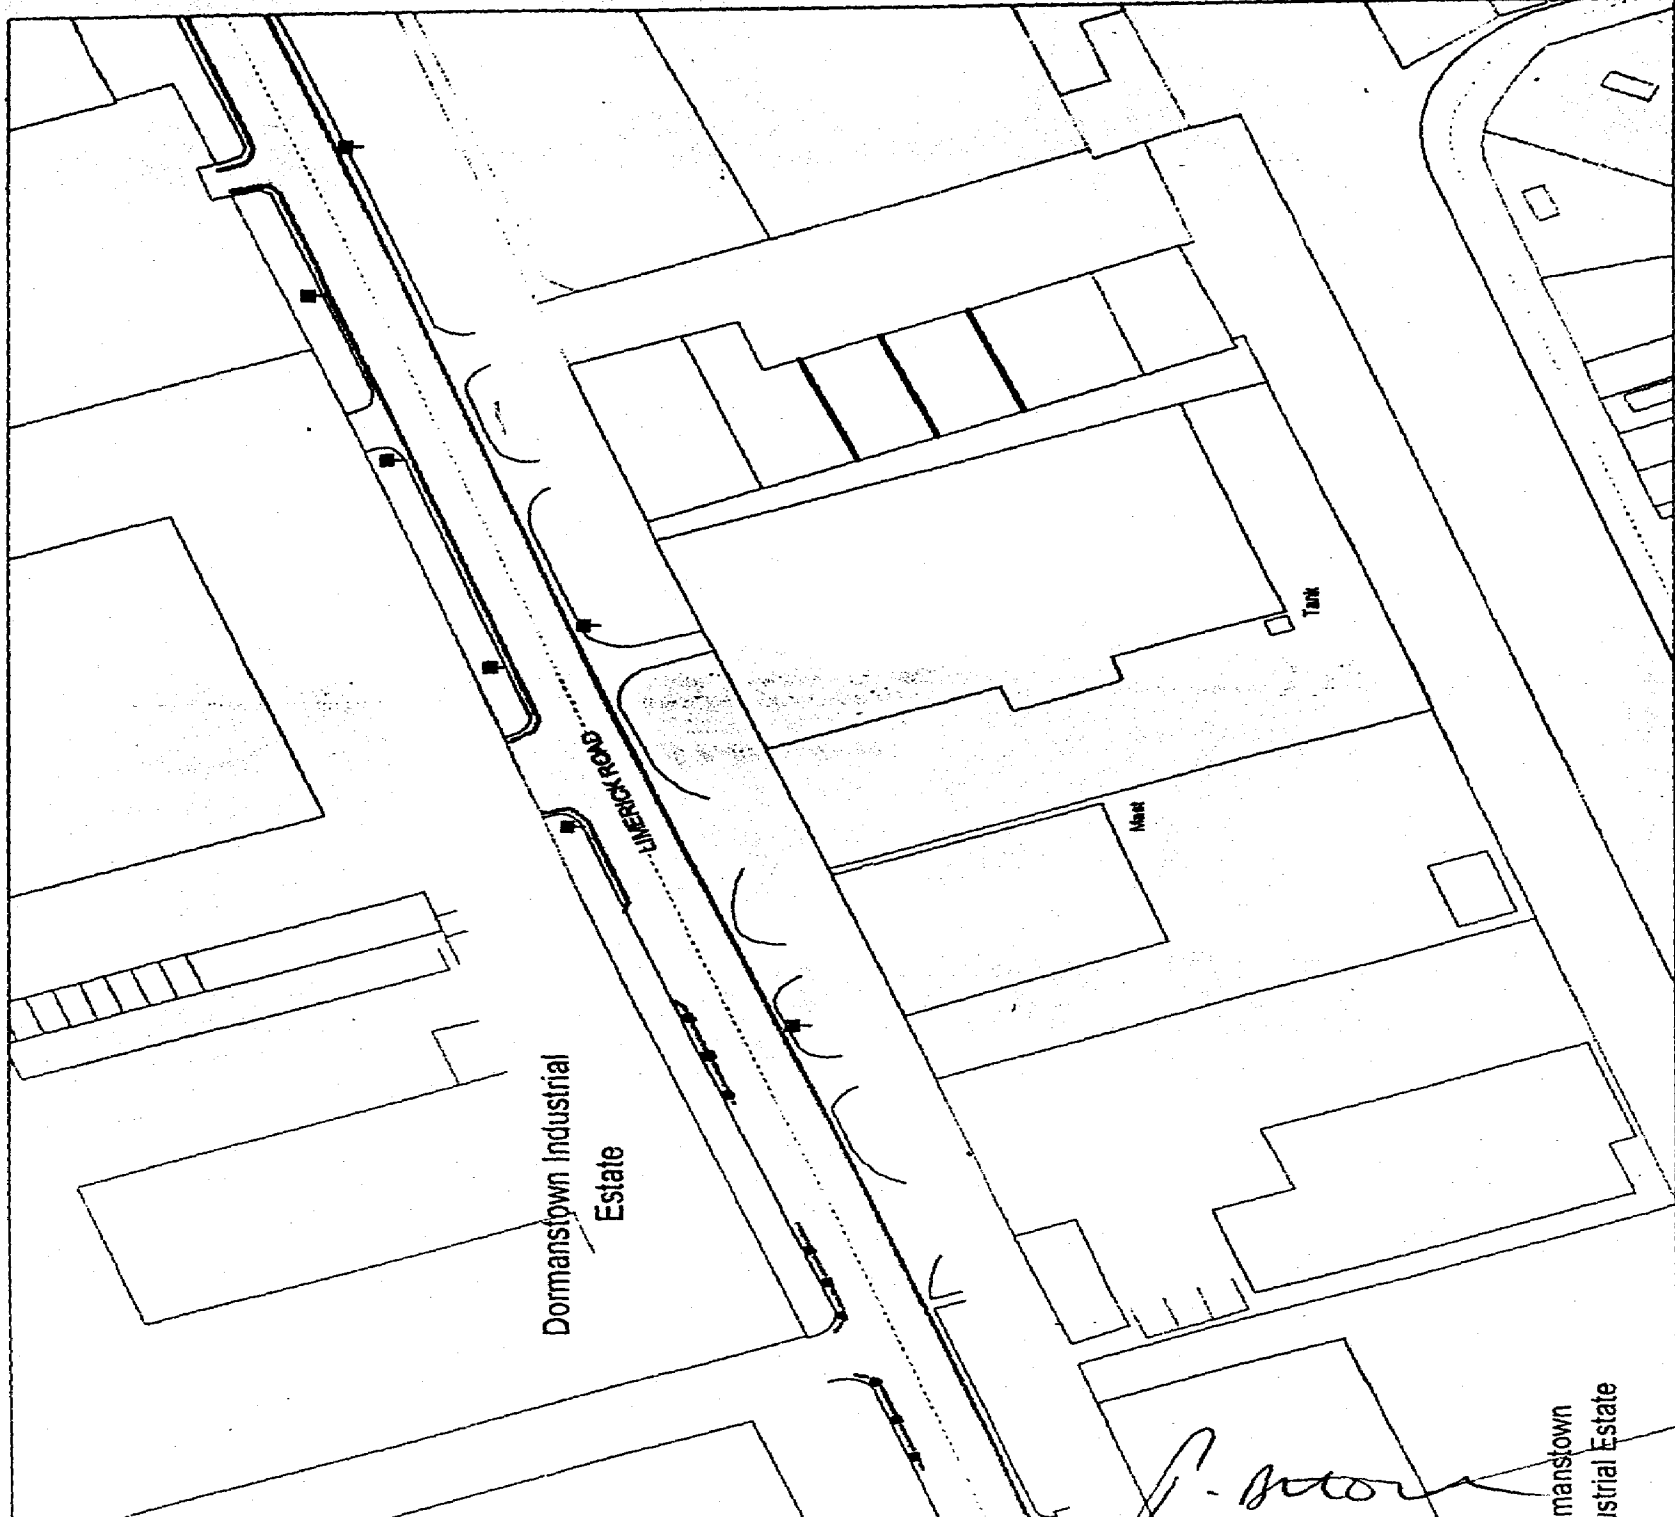 LIMERICK ROAD
Tank
Mast
Dormanstown Industrial
Estate
manstown
ustrial Estate